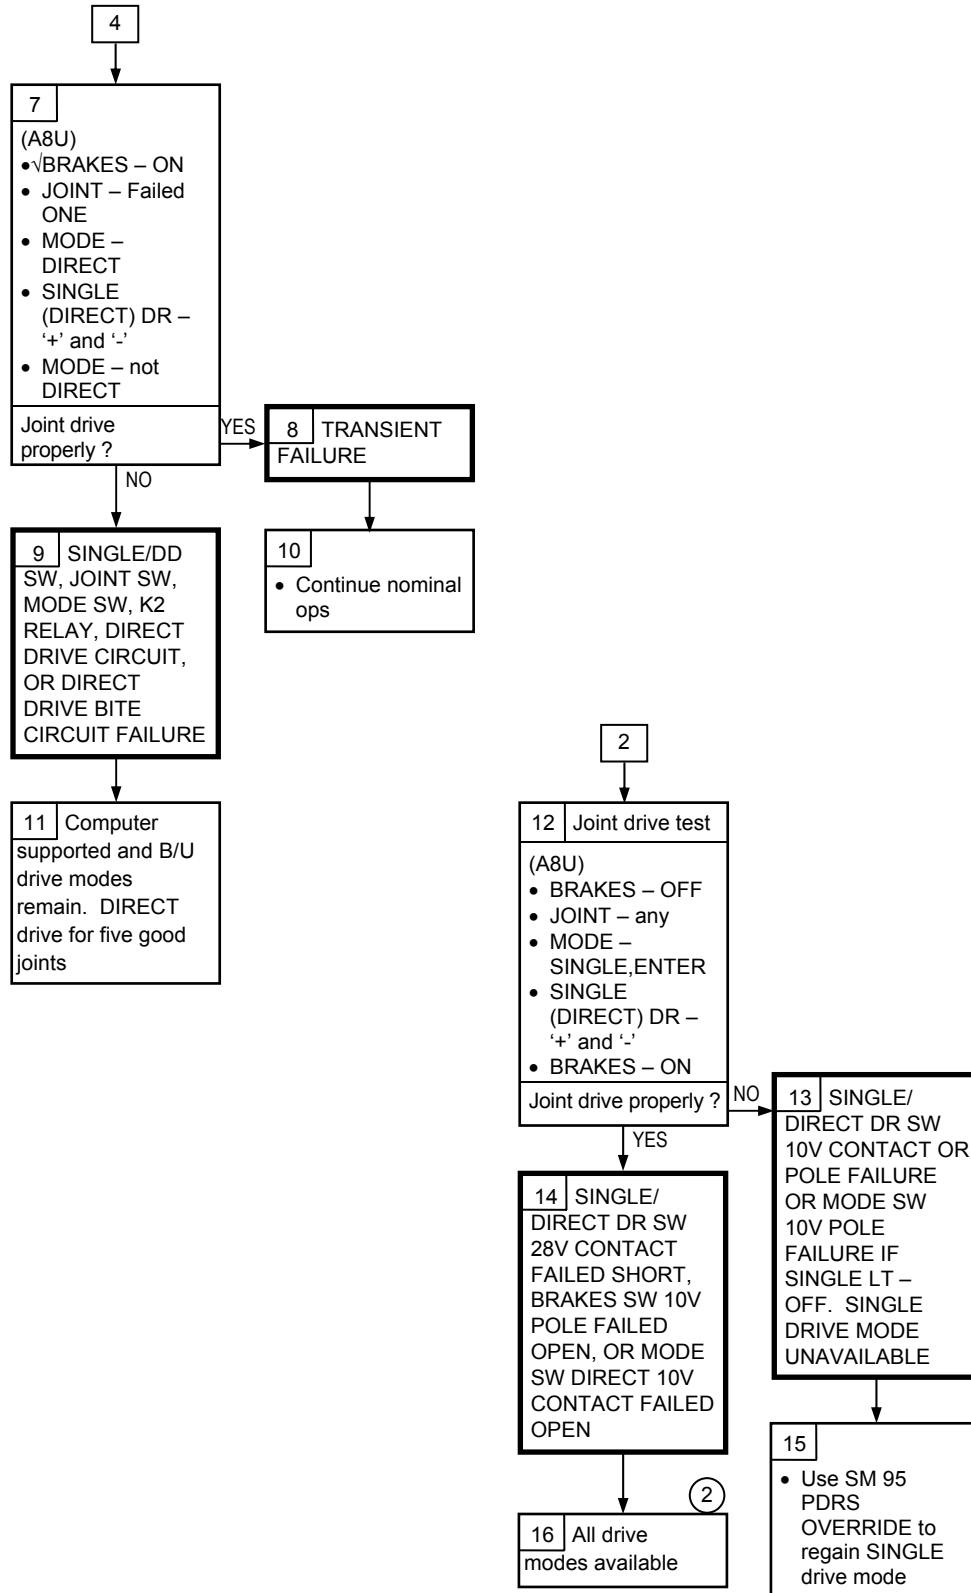 4
7
(A8U)
•√BRAKES – ON
• JOINT – Failed
ONE
• MODE –
DIRECT
• SINGLE
(DIRECT) DR –
‘+’ and ‘-’
• MODE – not
DIRECT
Joint drive
properly ?
YES
NO
8 TRANSIENT
FAILURE
10
• Continue nominal
ops
9 SINGLE/DD
SW, JOINT SW,
MODE SW, K2
RELAY, DIRECT
DRIVE CIRCUIT,
OR DIRECT
DRIVE BITE
CIRCUIT FAILURE
11 Computer
supported and B/U
drive modes
remain. DIRECT
drive for five good
joints
2
12 Joint drive test
(A8U)
• BRAKES – OFF
• JOINT – any
• MODE –
SINGLE,ENTER
• SINGLE
(DIRECT) DR –
‘+’ and ‘-’
• BRAKES – ON
Joint drive properly ?
NO
YES
13 SINGLE/
DIRECT DR SW
10V CONTACT OR
POLE FAILURE
OR MODE SW
10V POLE
FAILURE IF
SINGLE LT –
OFF. SINGLE
DRIVE MODE
UNAVAILABLE
14 SINGLE/
DIRECT DR SW
28V CONTACT
FAILED SHORT,
BRAKES SW 10V
POLE FAILED
OPEN, OR MODE
SW DIRECT 10V
CONTACT FAILED
OPEN
15
• Use SM 95
PDRS
OVERRIDE to
regain SINGLE
drive mode
2
16 All drive
modes available